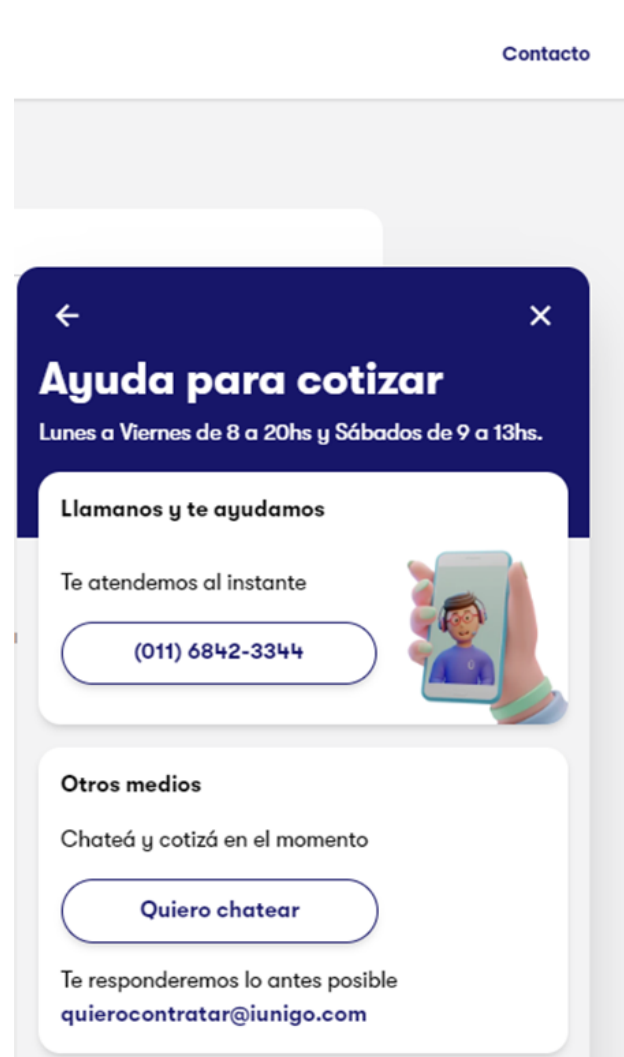 Contacto
Ayuda para cotizar
Lunes a Viernes de 8 a 20hs y Sábados de 9 a 13hs.
Llamanos y te ayudamos
Te atendemos al instante
(011) 6842-3344
Otros medios
Chateá y cotizá en el momento
Quiero chatear
Te responderemos lo antes posible
quierocontratar@iunigo.com